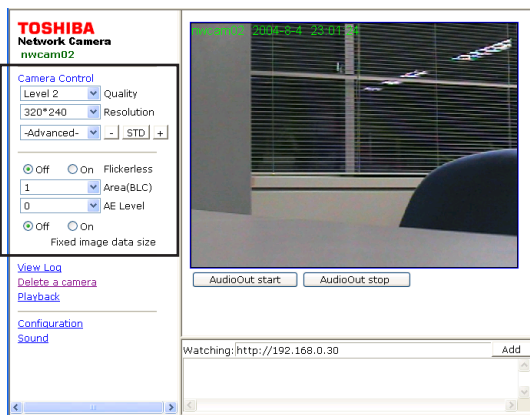 TOSHIBA
Network Camera
nwcam02
Camera Control
Level 2 Quality
320*240 Resolution
-Advanced- - STD +
Off On Flickerless
1 Area(BLC)
0 AE Level
Off On
Fixed image data size
View Log
Delete a camera
Playback
Configuration
Sound
nwcam02 2004-8-4 23:01:54
AudioOut start AudioOut stop
Watching: http://192.168.0.30 Add